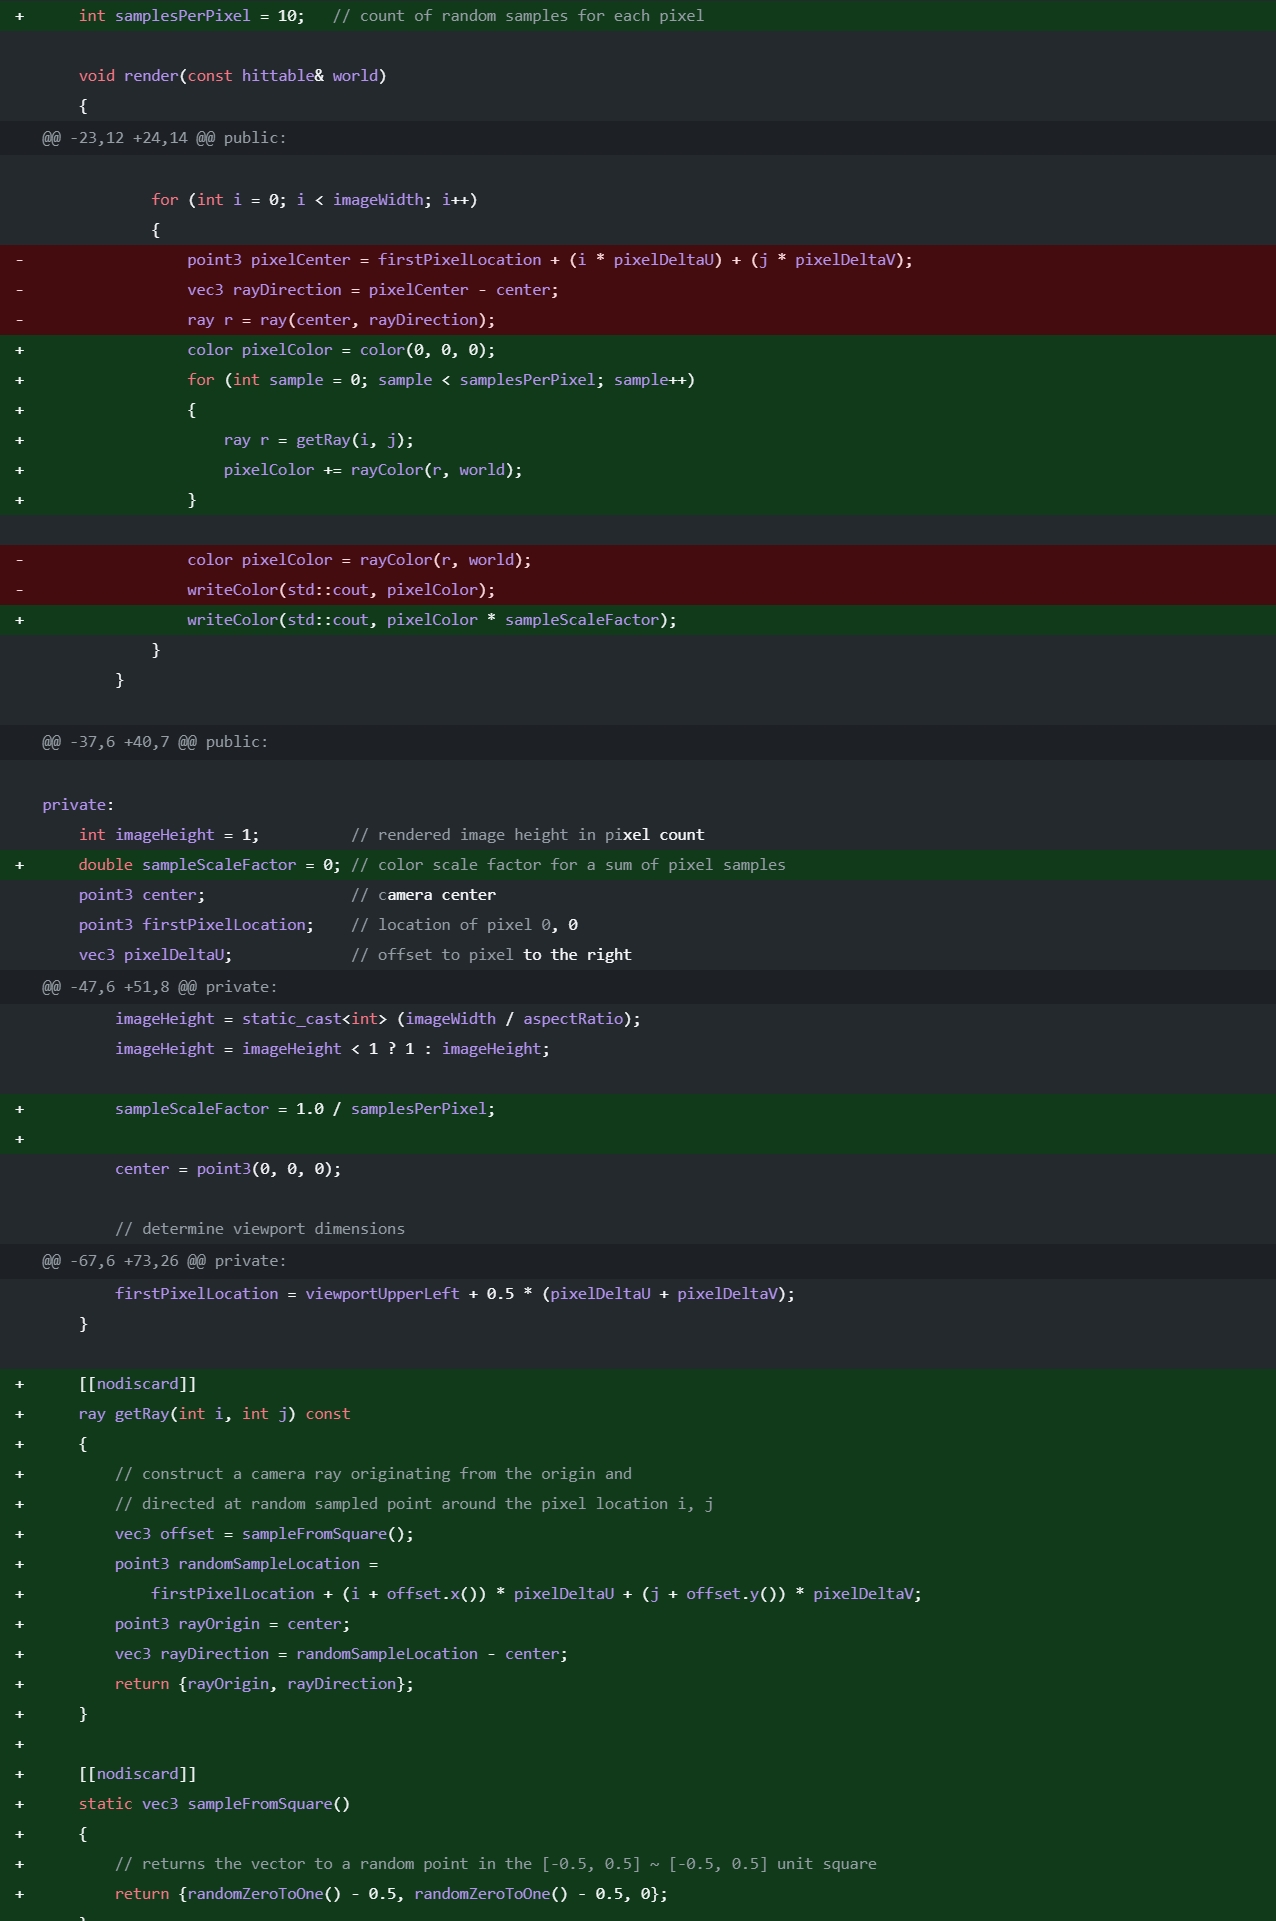 + int samplesPerPixel = 10; // count of random samples for each pixel
void render(const hittable& world)
{
@@ -23,12 +24,14 @@ public:
for (int i = 0; i < imageWidth; i++)
{
- point3 pixelCenter = firstPixelLocation + (i * pixelDeltaU) + (j * pixelDeltaV);
- vec3 rayDirection = pixelCenter - center;
- ray r = ray(center, rayDirection);
+ color pixelColor = color(0, 0, 0);
+ for (int sample = 0; sample < samplesPerPixel; sample++)
+ {
+ ray r = getRay(i, j);
+ pixelColor += rayColor(r, world);
+ }
- color pixelColor = rayColor(r, world);
- writeColor(std::cout, pixelColor);
+ writeColor(std::cout, pixelColor * sampleScaleFactor);
}
}
@@ -37,6 +40,7 @@ public:
private:
int imageHeight = 1; // rendered image height in pixel count
+ double sampleScaleFactor = 0; // color scale factor for a sum of pixel samples
point3 center; // camera center
point3 firstPixelLocation; // location of pixel 0, 0
vec3 pixelDeltaU; // offset to pixel to the right
@@ -47,6 +51,8 @@ private:
imageHeight = static_cast<int> (imageWidth / aspectRatio);
imageHeight = imageHeight < 1 ? 1 : imageHeight;
+ sampleScaleFactor = 1.0 / samplesPerPixel;
+
center = point3(0, 0, 0);
// determine viewport dimensions
@@ -67,6 +73,26 @@ private:
firstPixelLocation = viewportUpperLeft + 0.5 * (pixelDeltaU + pixelDeltaV);
}
+ [[nodiscard]]
+ ray getRay(int i, int j) const
+ {
+ // construct a camera ray originating from the origin and
+ // directed at random sampled point around the pixel location i, j
+ vec3 offset = sampleFromSquare();
+ point3 randomSampleLocation =
+ firstPixelLocation + (i + offset.x()) * pixelDeltaU + (j + offset.y()) * pixelDeltaV;
+ point3 rayOrigin = center;
+ vec3 rayDirection = randomSampleLocation - center;
+ return {rayOrigin, rayDirection};
+ }
+
+ [[nodiscard]]
+ static vec3 sampleFromSquare()
+ {
+ // returns the vector to a random point in the [-0.5, 0.5] ~ [-0.5, 0.5] unit square
+ return {randomZeroToOne() - 0.5, randomZeroToOne() - 0.5, 0};